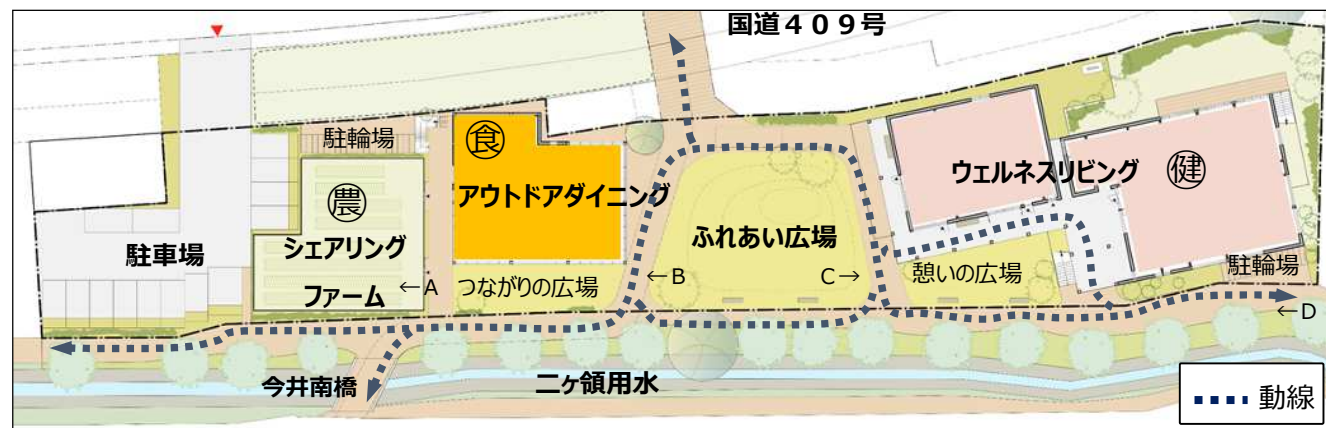 国道４０９号
駐輪場
農
シェアリング
ファーム
←A
駐車場
食
アウトドアダイニング
つながりの広場
←B
ふれあい広場
C→
ウェルネスリビング
健
憩いの広場
駐輪場
←D
今井南橋
二ヶ領用水
動線